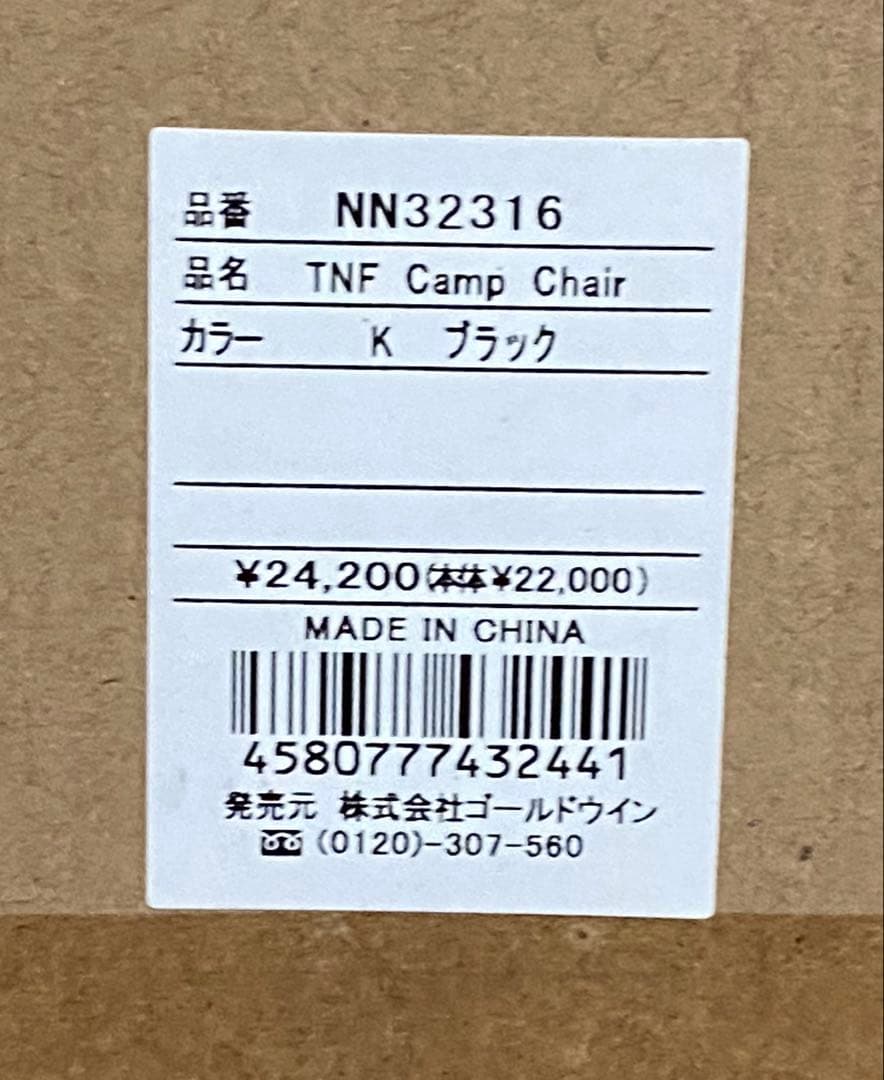 品番 NN32316
品名 TNF Camp Chair
カラー K ブラック
¥24,200(本体¥22,000)
MADE IN CHINA
4580777432441
発売元 株式会社ゴールドウイン
(0120)-307-560